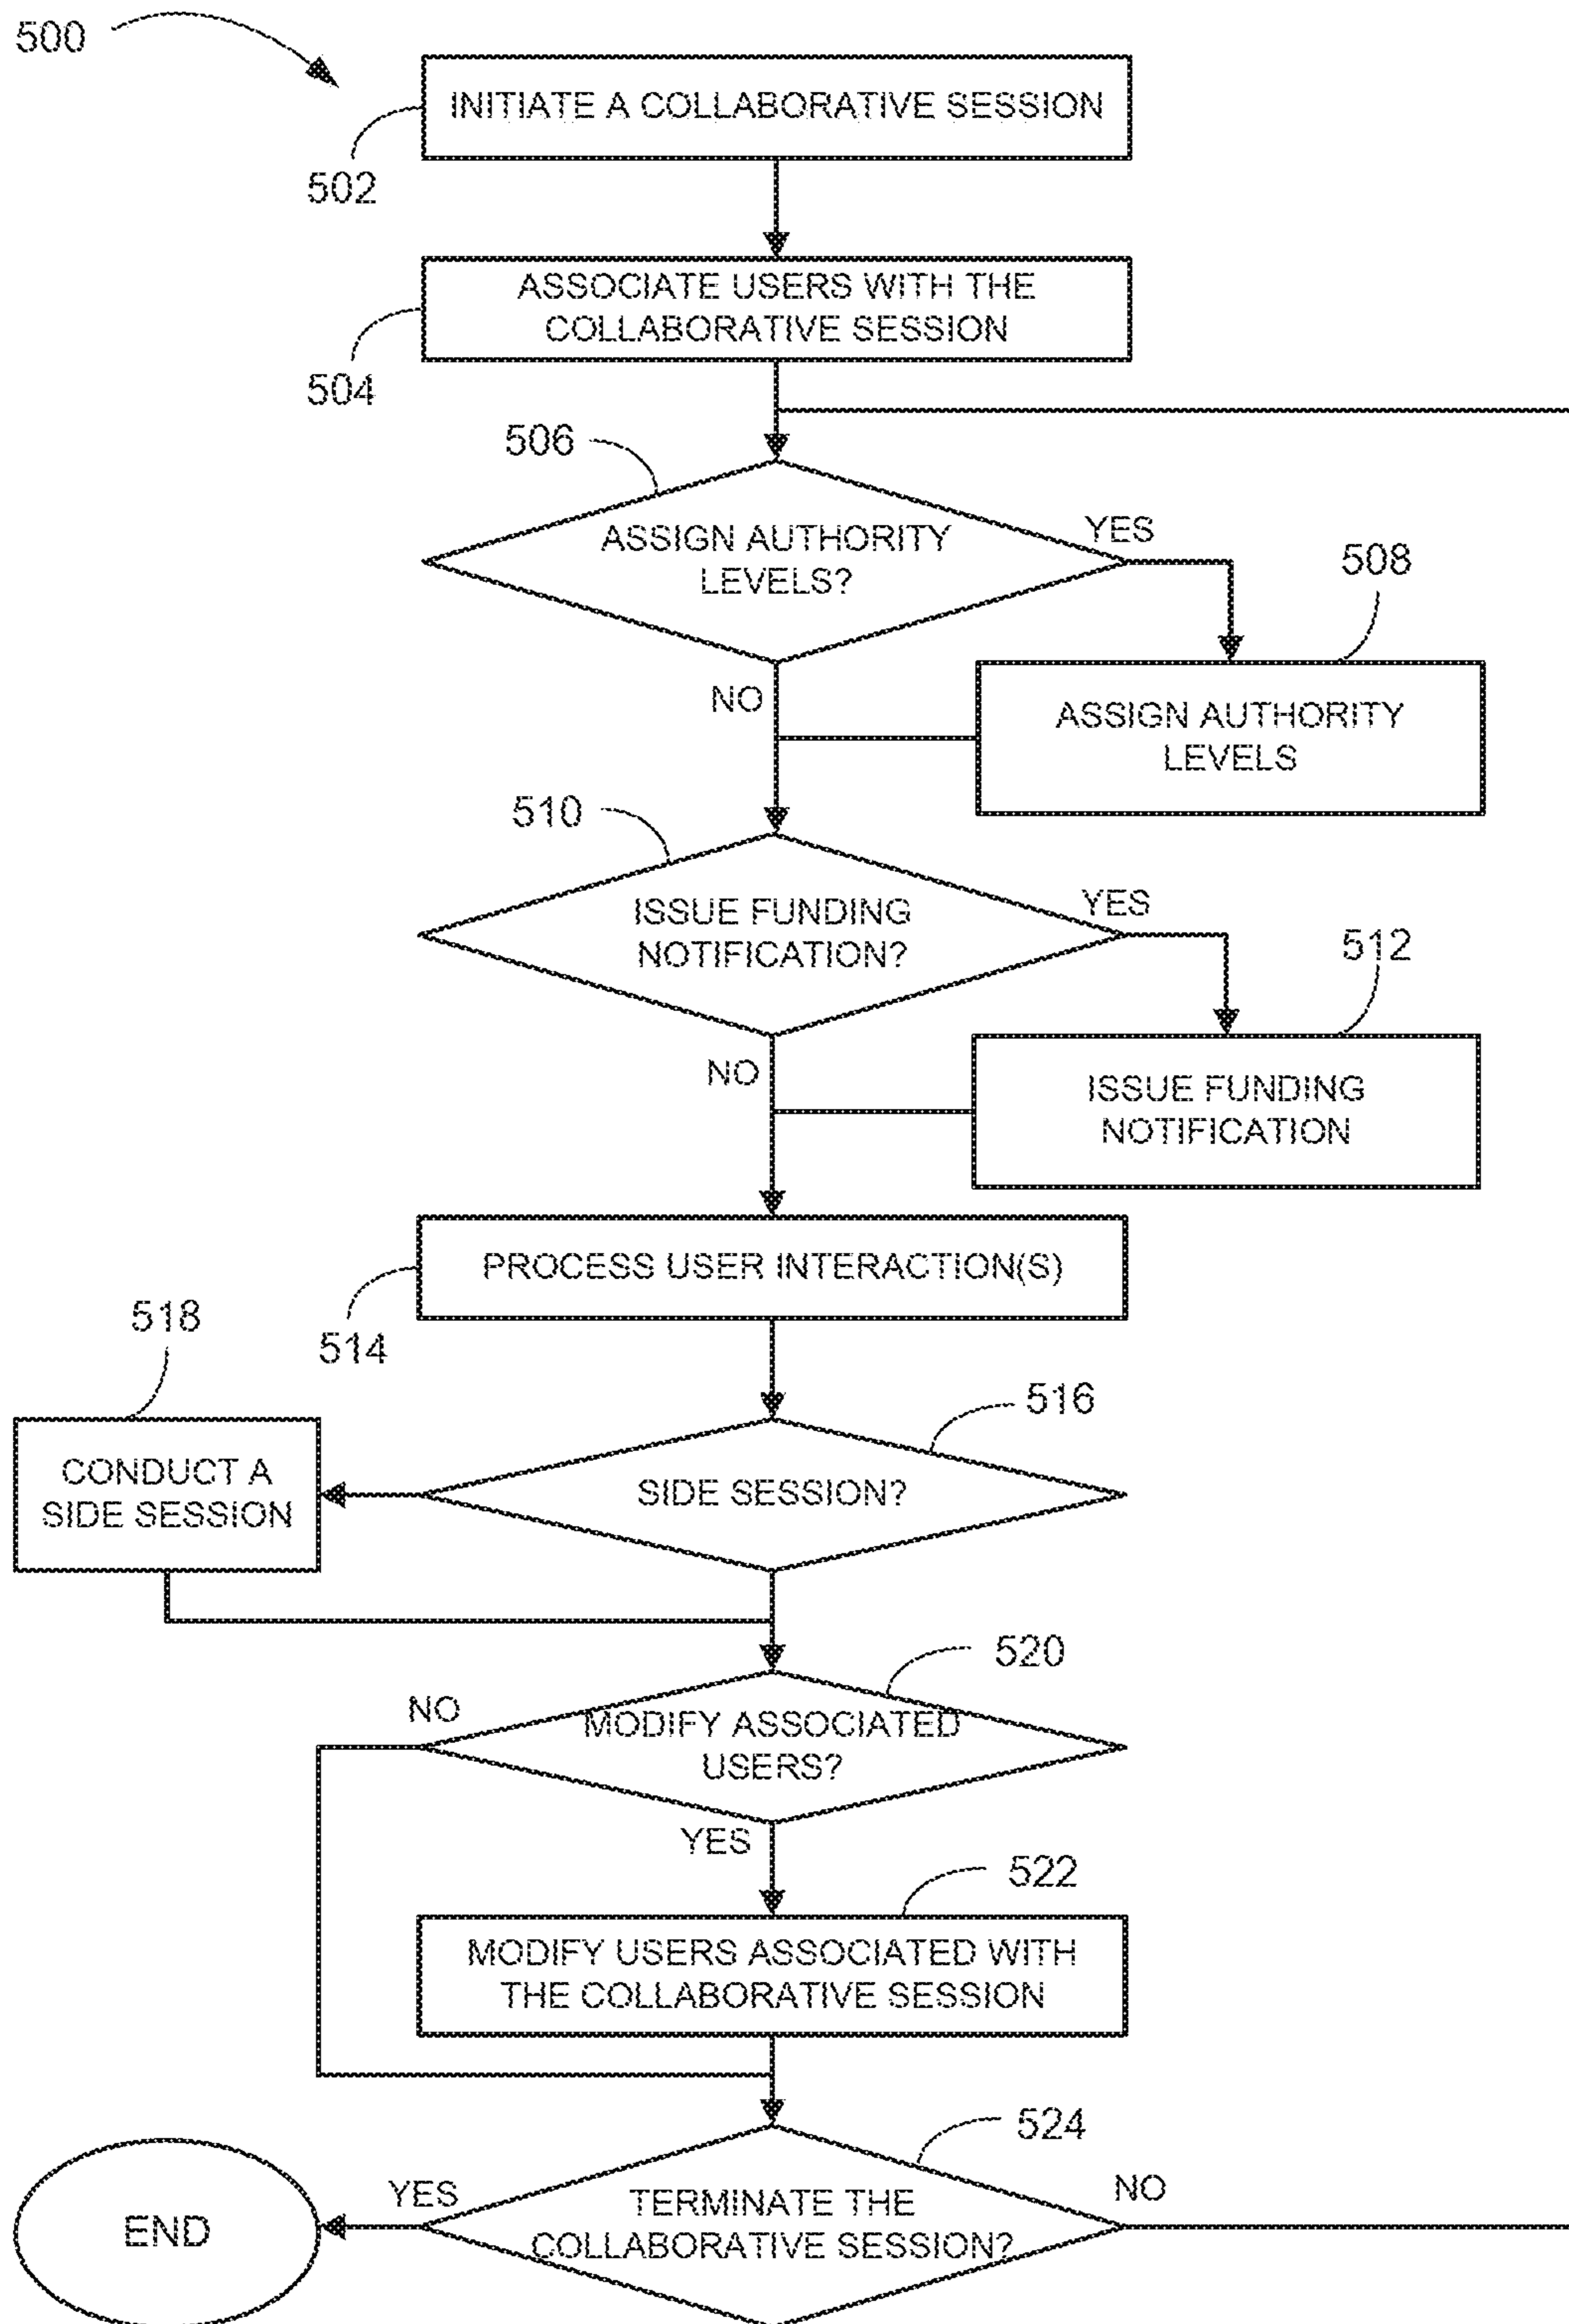 500
INITIATE A COLLABORATIVE SESSION
502
ASSOCIATE USERS WITH THE
COLLABORATIVE SESSION
504
506
ASSIGN AUTHORITY
LEVELS?
YES
508
NO
ASSIGN AUTHORITY
LEVELS
510
ISSUE FUNDING
NOTIFICATION?
YES
512
NO
ISSUE FUNDING
NOTIFICATION
PROCESS USER INTERACTION(S)
514
518
516
CONDUCT A
SIDE SESSION
SIDE SESSION?
520
NO
MODIFY ASSOCIATED
USERS?
YES
522
MODIFY USERS ASSOCIATED WITH
THE COLLABORATIVE SESSION
524
YES
TERMINATE THE
COLLABORATIVE SESSION?
NO
END